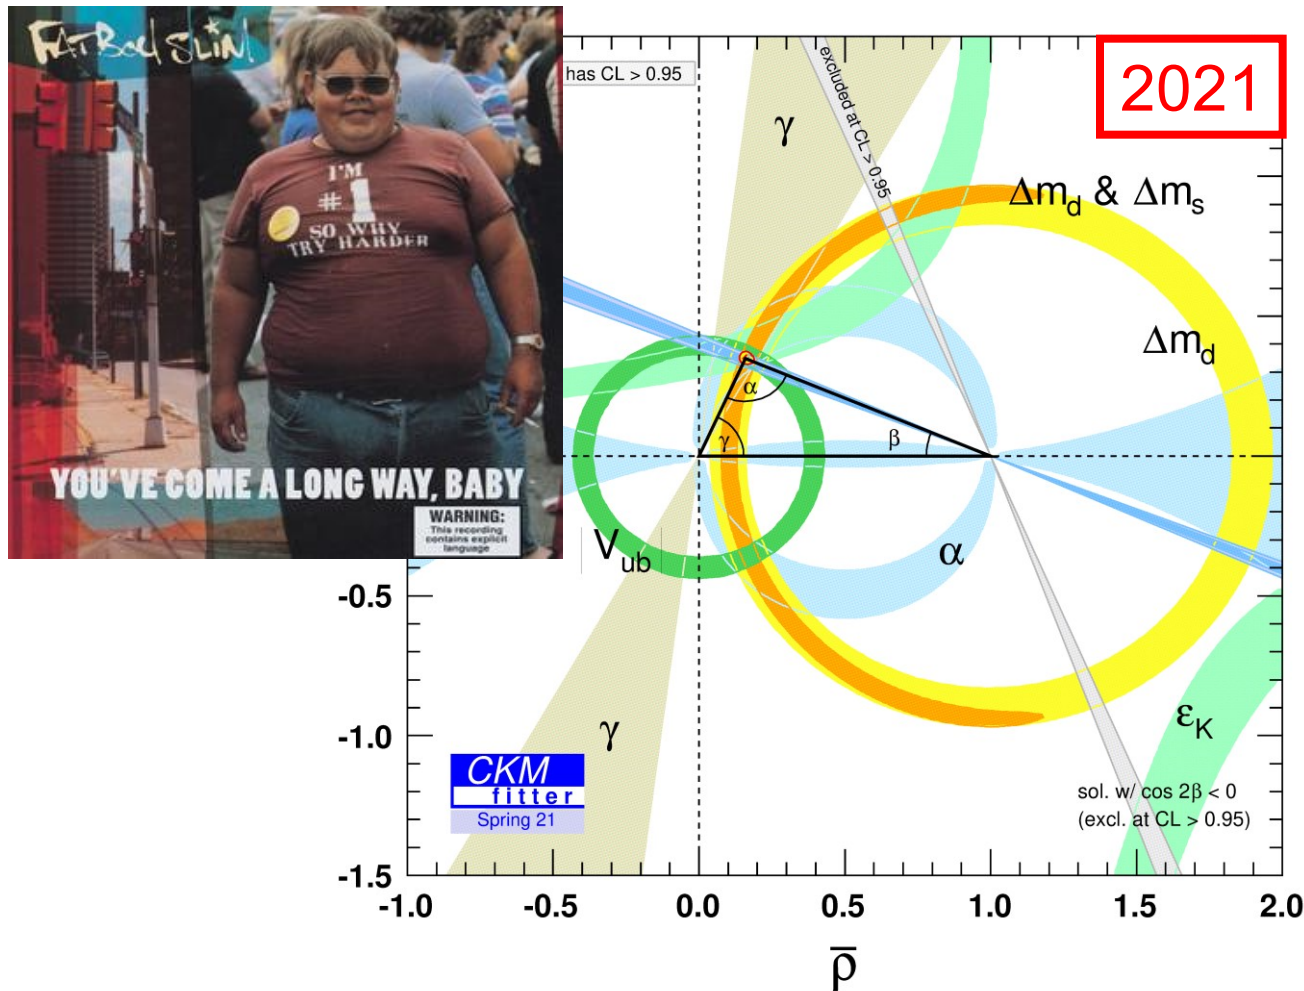 FATBOY SLIM
I'M
#1
SO WHY
TRY HARDER
YOU'VE COME A LONG WAY, BABY
WARNING:
This recording
contains explicit
language
has CL > 0.95
excluded at CL > 0.95
2021
γ
Δm_d & Δm_s
Δm_d
α
β
γ
V_ub
α
-0.5
ε_K
γ
-1.0
CKM
fitter
Spring 21
sol. w/ cos 2β < 0
(excl. at CL > 0.95)
-1.5
-1.0 -0.5 0.0 0.5 1.0 1.5 2.0
ρ̅